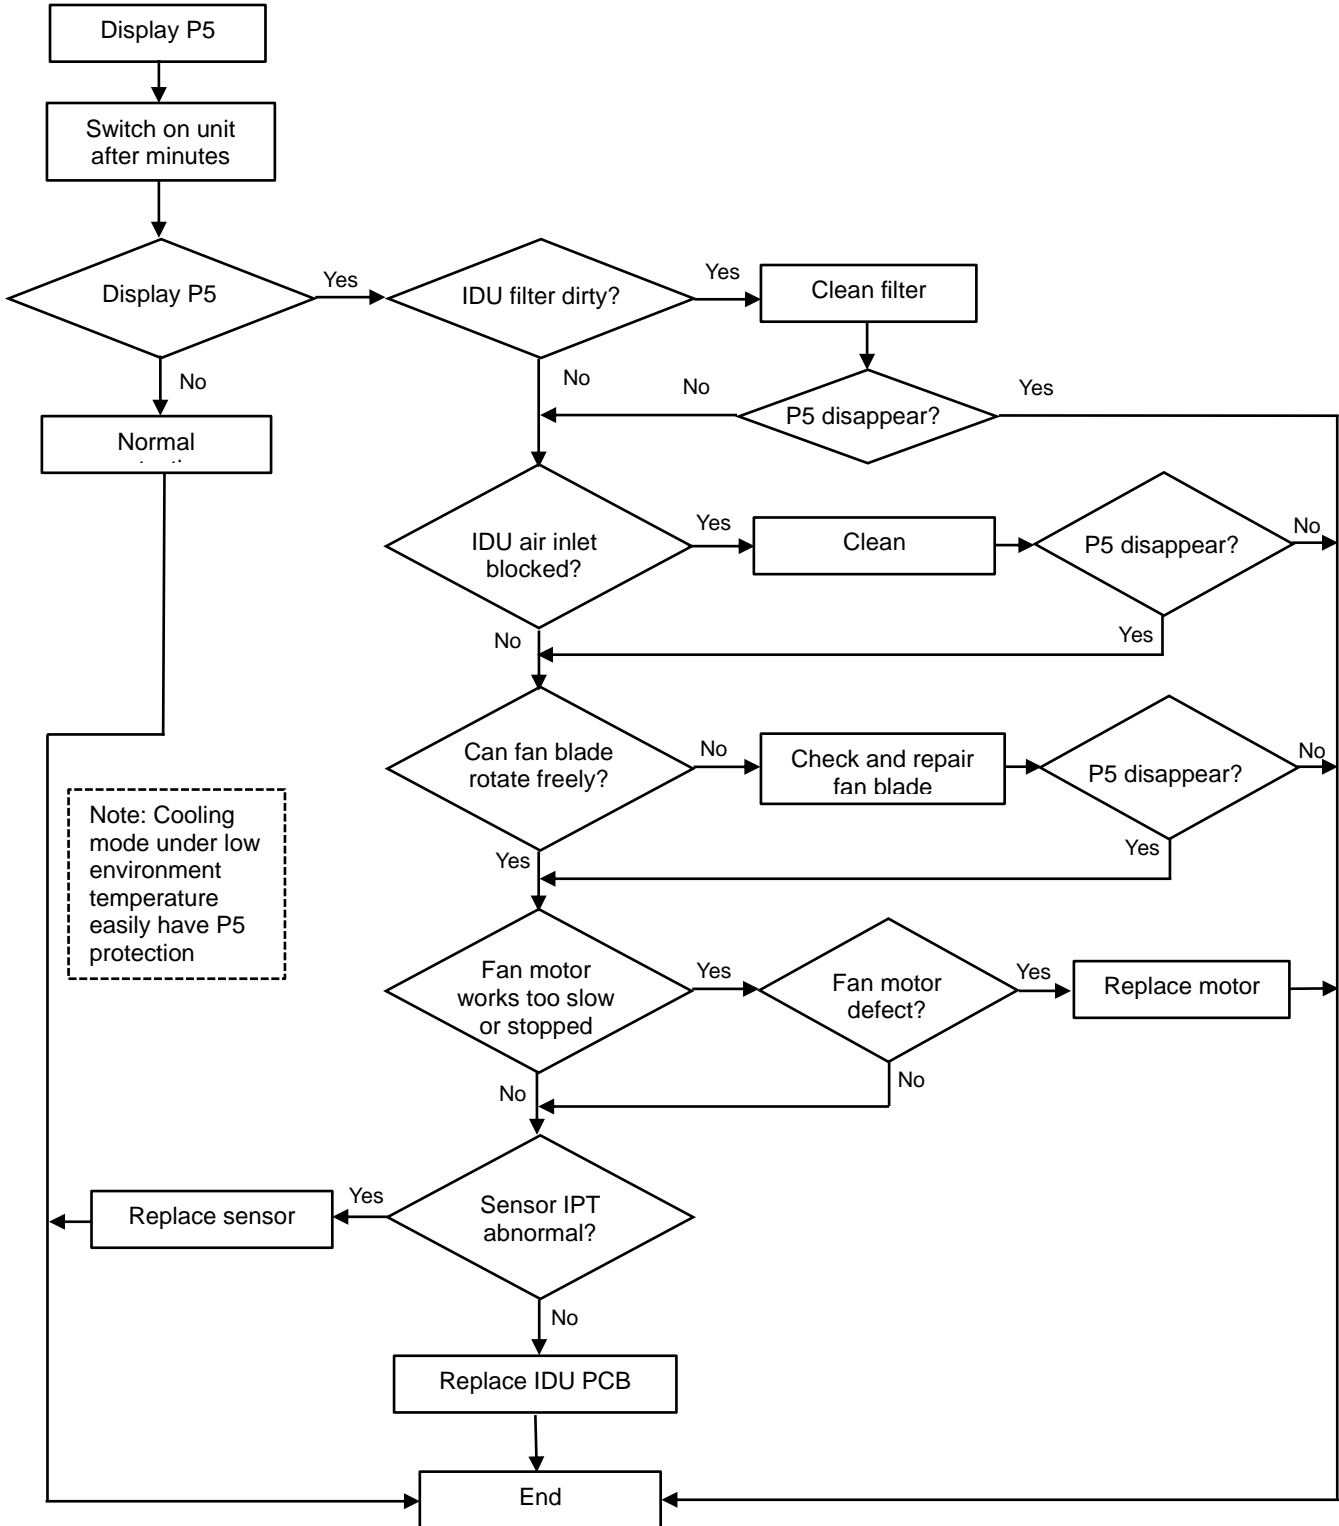 Display P5
Switch on unit
after minutes
Display P5
Yes
IDU filter dirty?
Yes
Clean filter
No
No
No
P5 disappear?
Yes
Normal
IDU air inlet
blocked?
Yes
Clean
P5 disappear?
No
No
Yes
Can fan blade
rotate freely?
No
Check and repair
fan blade
P5 disappear?
No
Yes
Yes
Note: Cooling
mode under low
environment
temperature
easily have P5
protection
Fan motor
works too slow
or stopped
Yes
Fan motor
defect?
Yes
Replace motor
No
No
Replace sensor
Yes
Sensor IPT
abnormal?
No
Replace IDU PCB
End